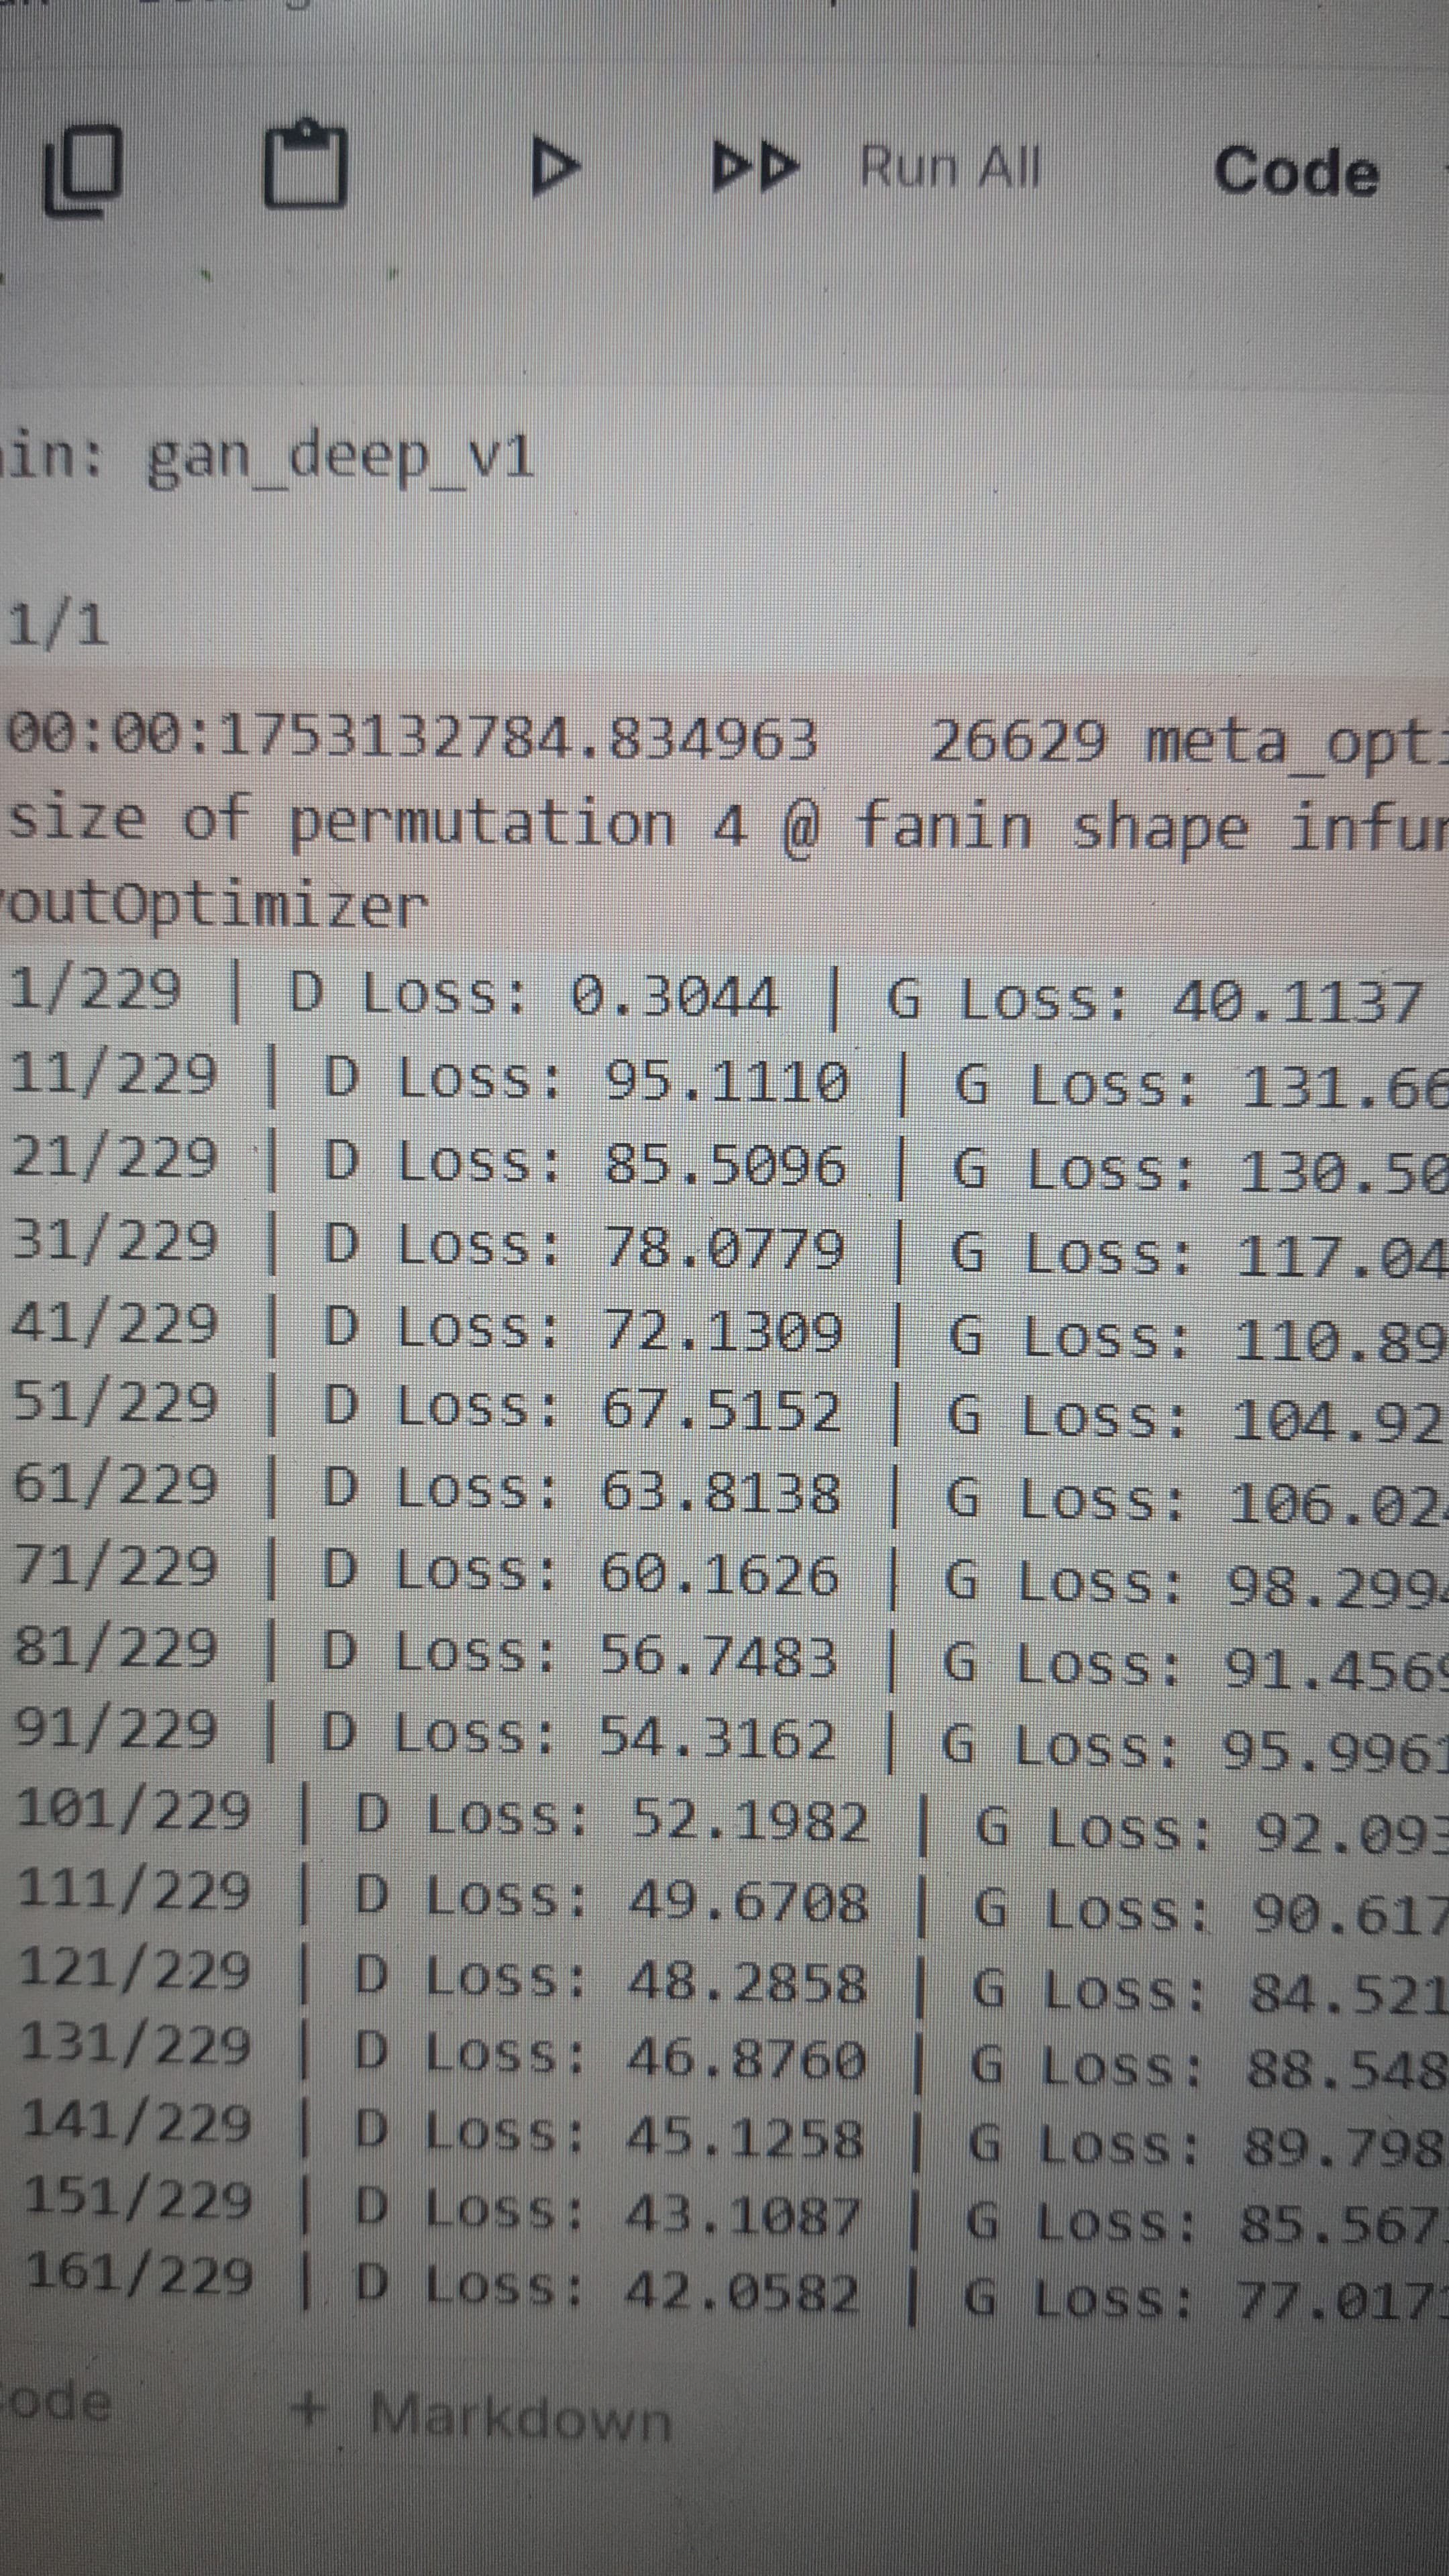 Run All Code
in: gan_deep_v1
1/1
00:00:1753132784.834963 26629 meta_opti
size of permutation 4 @ fanin shape infun
outOptimizer
1/229 | D Loss: 0.3044 | G Loss: 40.1137
11/229 | D Loss: 95.1110 | G Loss: 131.66
21/229 | D Loss: 85.5096 | G Loss: 130.50
31/229 | D Loss: 78.0779 | G Loss: 117.04
41/229 | D Loss: 72.1309 | G Loss: 110.89
51/229 | D Loss: 67.5152 | G Loss: 104.92
61/229 | D Loss: 63.8138 | G Loss: 106.02
71/229 | D Loss: 60.1626 | G Loss: 98.299
81/229 | D Loss: 56.7483 | G Loss: 91.456
91/229 | D Loss: 54.3162 | G Loss: 95.996
101/229 | D Loss: 52.1982 | G Loss: 92.093
111/229 | D Loss: 49.6708 | G Loss: 90.617
121/229 | D Loss: 48.2858 | G Loss: 84.521
131/229 | D Loss: 46.8760 | G Loss: 88.548
141/229 | D Loss: 45.1258 | G Loss: 89.798
151/229 | D Loss: 43.1087 | G Loss: 85.567
161/229 | D Loss: 42.0582 | G Loss: 77.017
ode + Markdown